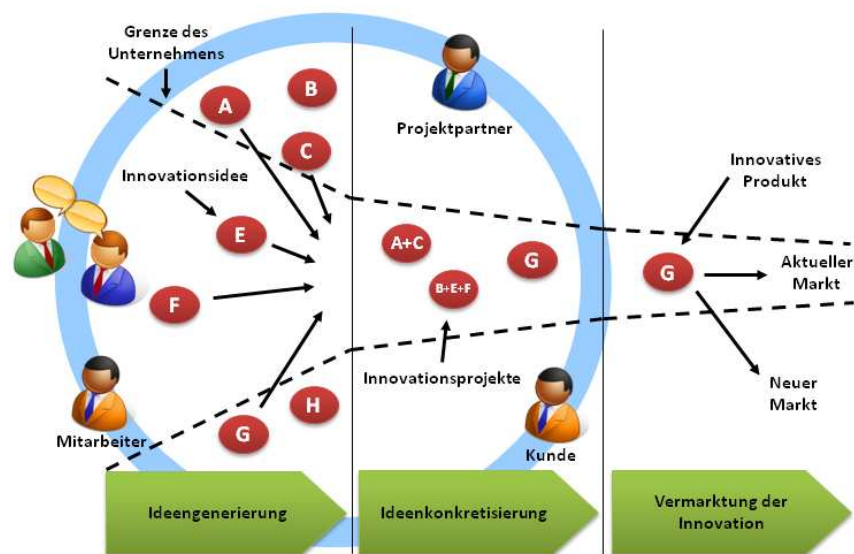 Grenze des
Unternehmens
A
B
C
Projektpartner
Innovationsidee
Innovatives
Produkt
E
A+C
G
G
Aktueller
Markt
F
B+E+F
Innovationsprojekte
Neuer
Markt
H
G
Mitarbeiter
Kunde
Ideengenerierung
Ideenkonkretisierung
Vermarktung der
Innovation